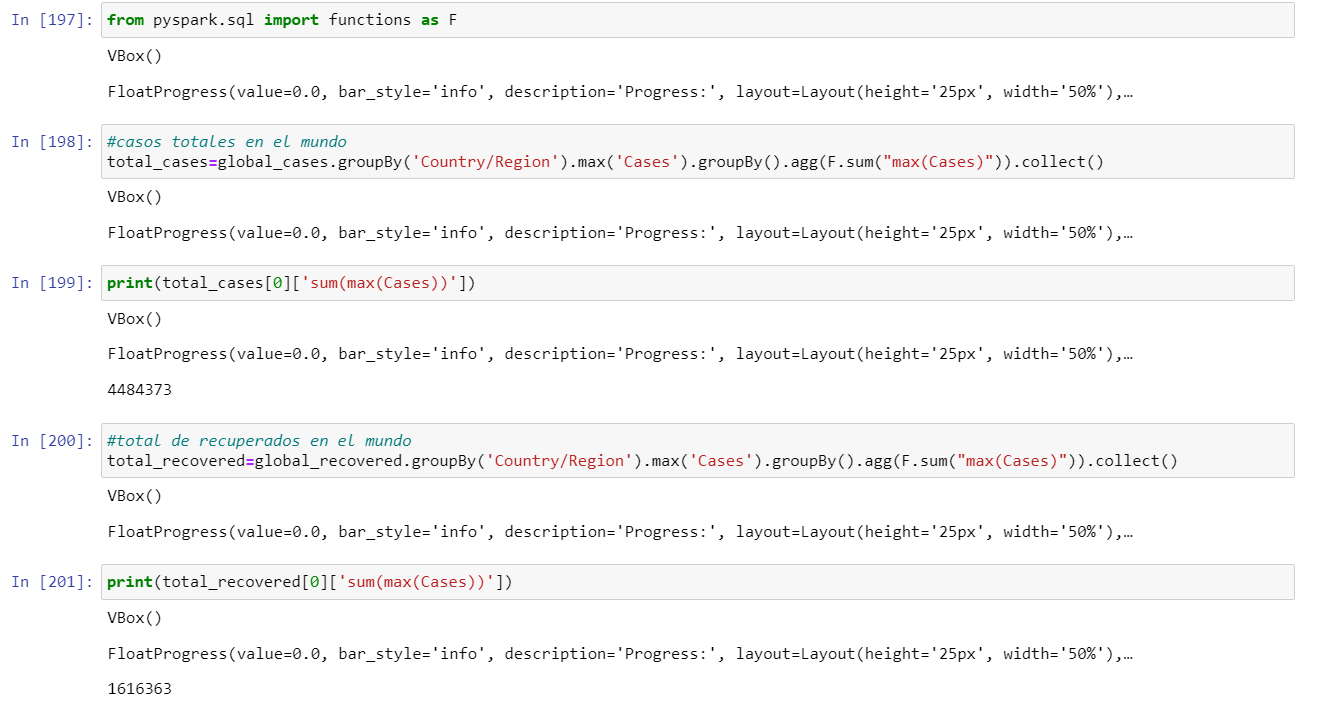 In [197]: from pyspark.sql import functions as F
VBox()
FloatProgress(value=0.0, bar_style='info', description='Progress:', layout=Layout(height='25px', width='50%'),…
In [198]: #casos totales en el mundo
total_cases=global_cases.groupBy('Country/Region').max('Cases').groupBy().agg(F.sum("max(Cases)")).collect()
VBox()
FloatProgress(value=0.0, bar_style='info', description='Progress:', layout=Layout(height='25px', width='50%'),…
In [199]: print(total_cases[0]['sum(max(Cases))'])
VBox()
FloatProgress(value=0.0, bar_style='info', description='Progress:', layout=Layout(height='25px', width='50%'),…
4484373
In [200]: #total de recuperados en el mundo
total_recovered=global_recovered.groupBy('Country/Region').max('Cases').groupBy().agg(F.sum("max(Cases)")).collect()
VBox()
FloatProgress(value=0.0, bar_style='info', description='Progress:', layout=Layout(height='25px', width='50%'),…
In [201]: print(total_recovered[0]['sum(max(Cases))'])
VBox()
FloatProgress(value=0.0, bar_style='info', description='Progress:', layout=Layout(height='25px', width='50%'),…
1616363